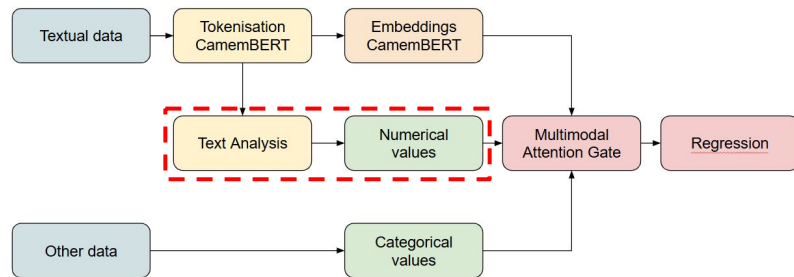 Textual data
Tokenisation
CamemBERT
Embeddings
CamemBERT
Text Analysis
Numerical
values
Multimodal
Attention Gate
Regression
Other data
Categorical
values